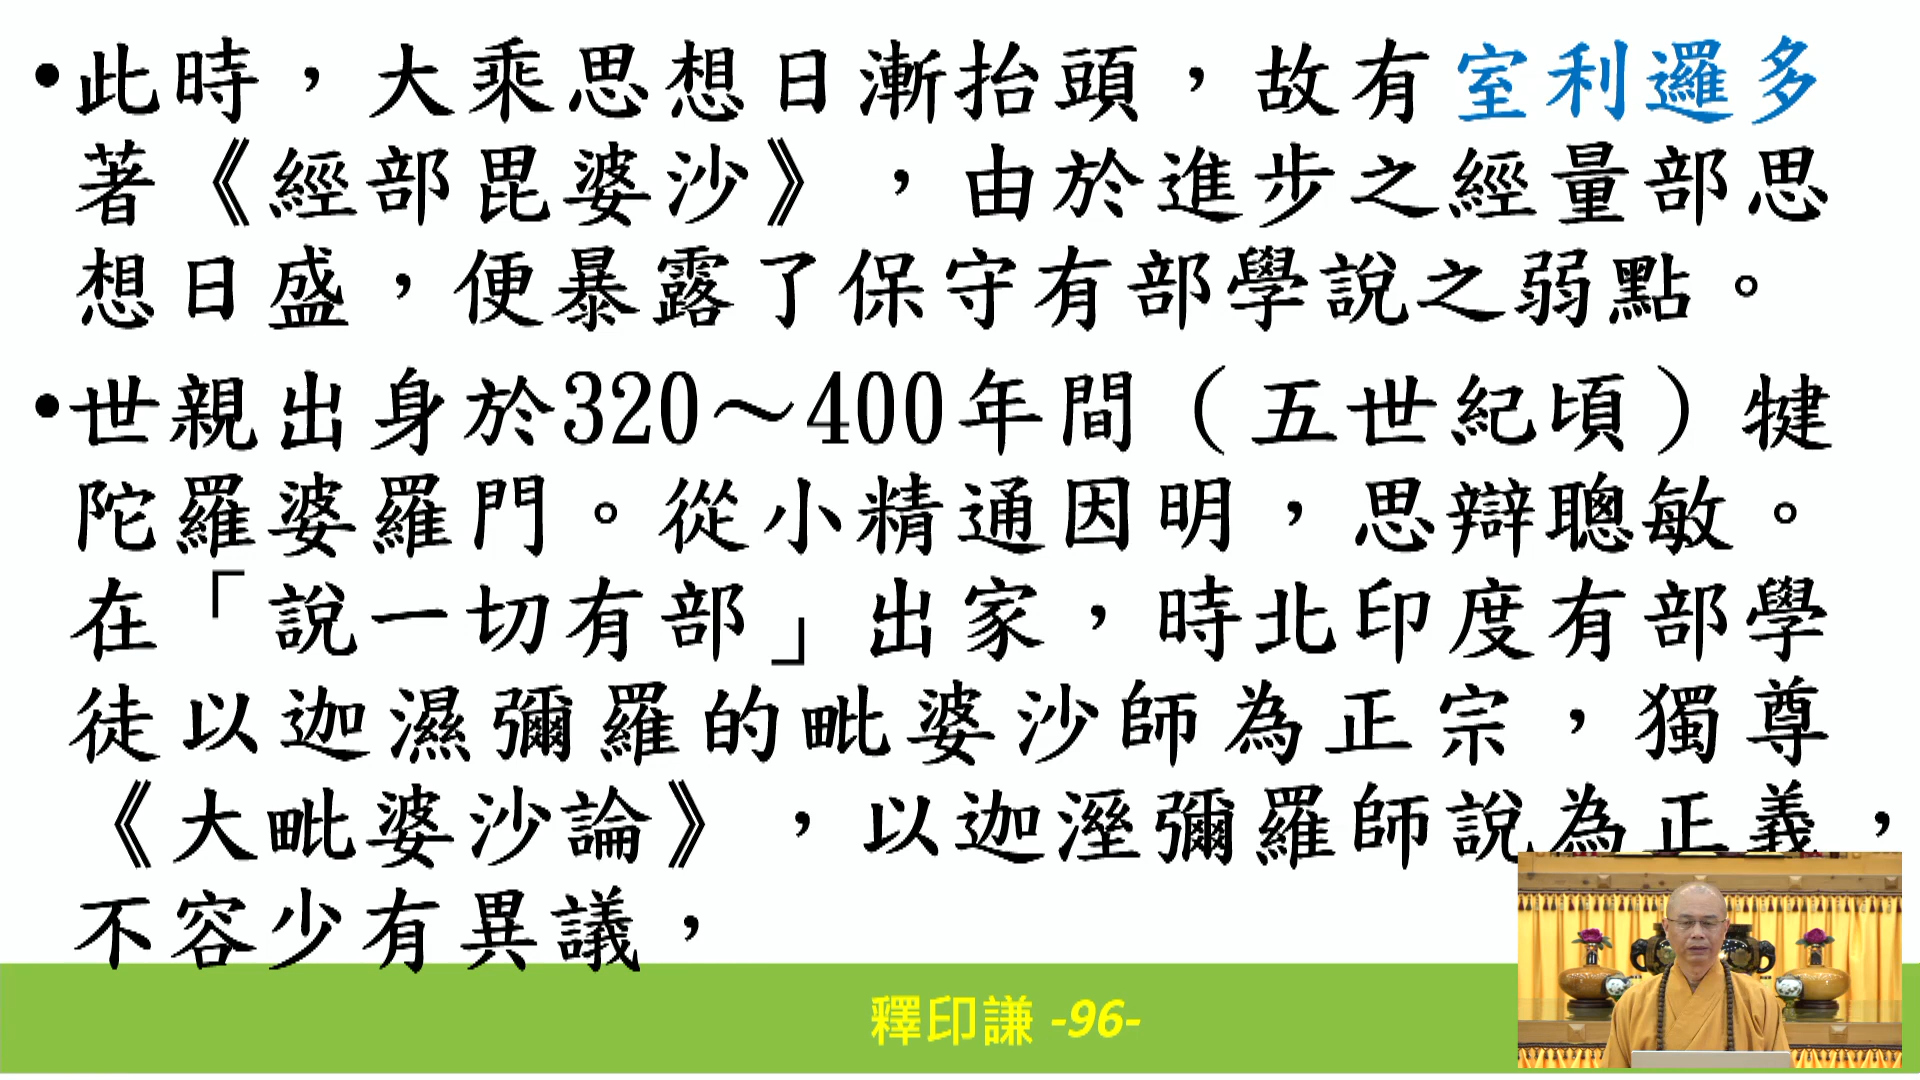 •此時，大乘思想日漸抬頭，故有室利邏多
著《經部毘婆沙》，由於進步之經量部思
想日盛，便暴露了保守有部學說之弱點。
•世親出身於320～400年間（五世紀頃）犍
陀羅婆羅門。從小精通因明，思辯聰敏。
在「說一切有部」出家，時北印度有部學
徒以迦濕彌羅的毗婆沙師為正宗，獨尊
《大毗婆沙論》，以迦溼彌羅師說為正義，
不容少有異議，
釋印謙 -96-